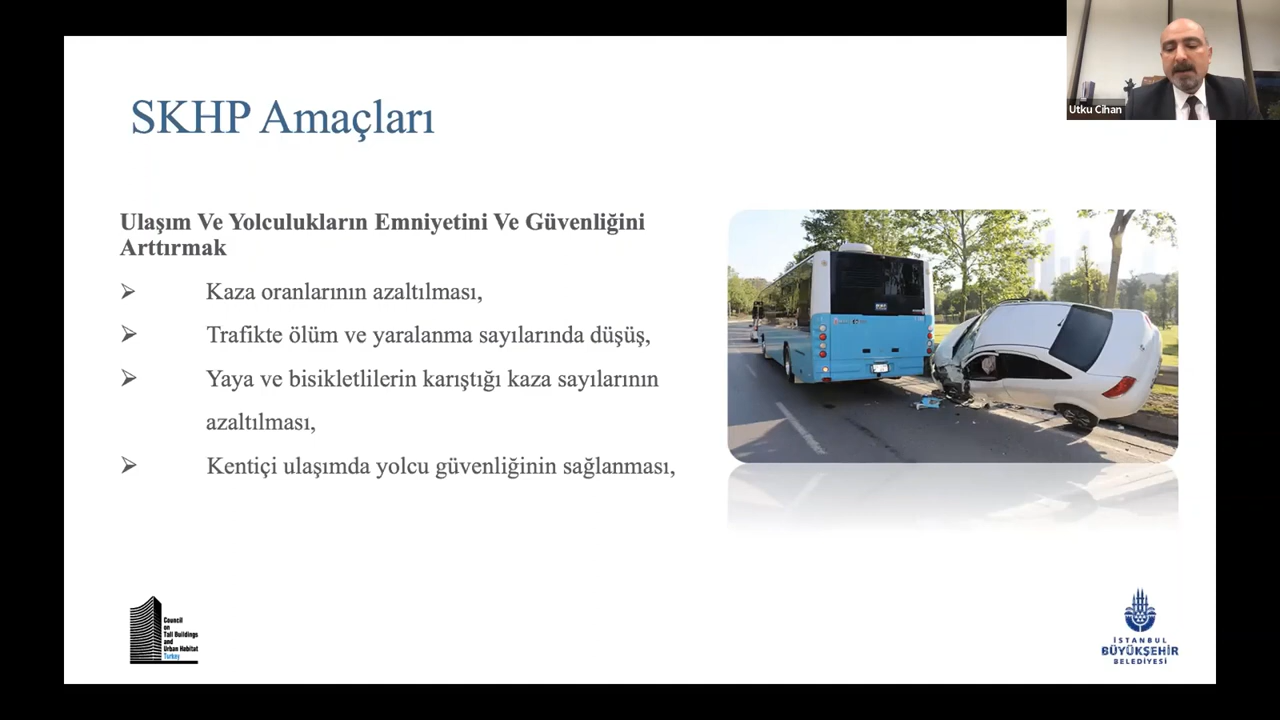 Utku Cihan
SKHP Amaçları
Ulaşım Ve Yolculukların Emniyetini Ve Güvenliğini
Arttırmak
Kaza oranlarının azaltılması,
Trafikte ölüm ve yaralanma sayılarında düşüş,
Yaya ve bisikletlilerin karıştığı kaza sayılarının
azaltılması,
Kentiçi ulaşımda yolcu güvenliğinin sağlanması,
Council
on
Tall Buildings
and
Urban Habitat
Turkey
İSTANBUL
BÜYÜKŞEHİR
BELEDİYESİ